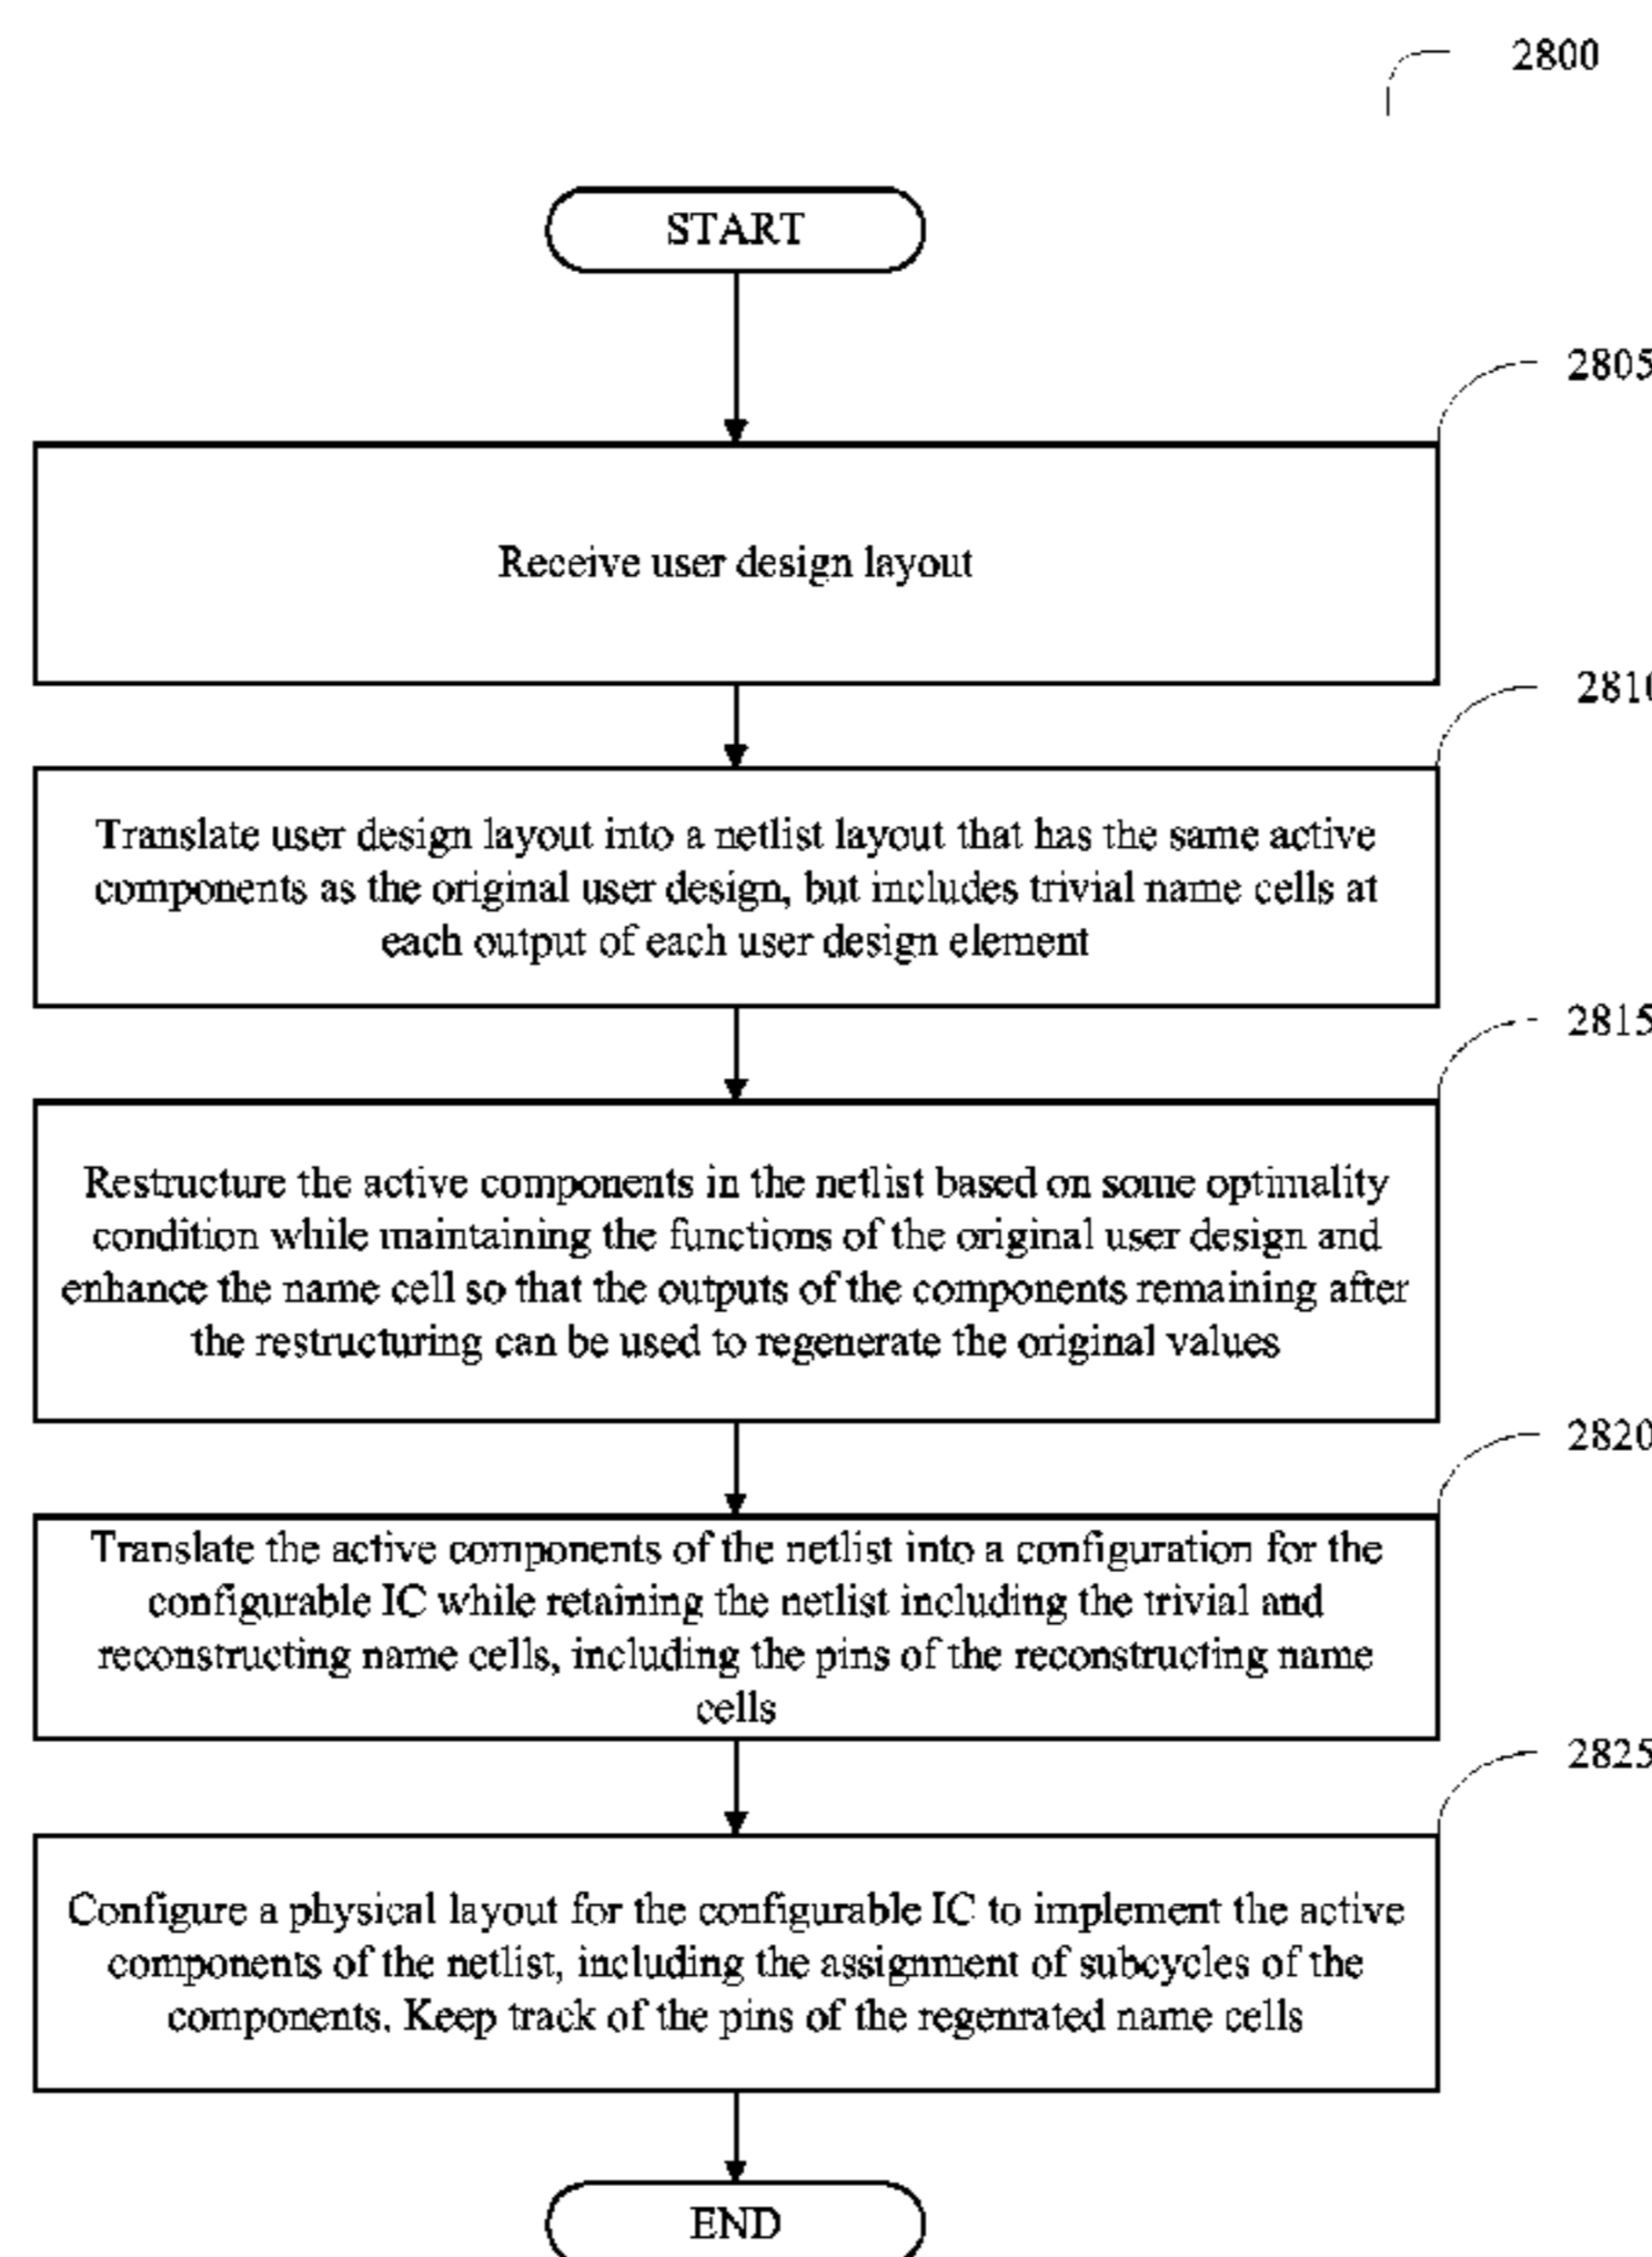 2800
START
2805
Receive user design layout
2810
Translate user design layout into a netlist layout that has the same active
components as the original user design, but includes trivial name cells at
each output of each user design element
2815
Restructure the active components in the netlist based on some optimality
condition while maintaining the functions of the original user design and
enhance the name cell so that the outputs of the components remaining after
the restructuring can be used to regenerate the original values
2820
Translate the active components of the netlist into a configuration for the
configurable IC while retaining the netlist including the trivial and
reconstructing name cells, including the pins of the reconstructing name
cells
2825
Configure a physical layout for the configurable IC to implement the active
components of the netlist, including the assignment of subcycles of the
components. Keep track of the pins of the regenrated name cells
END